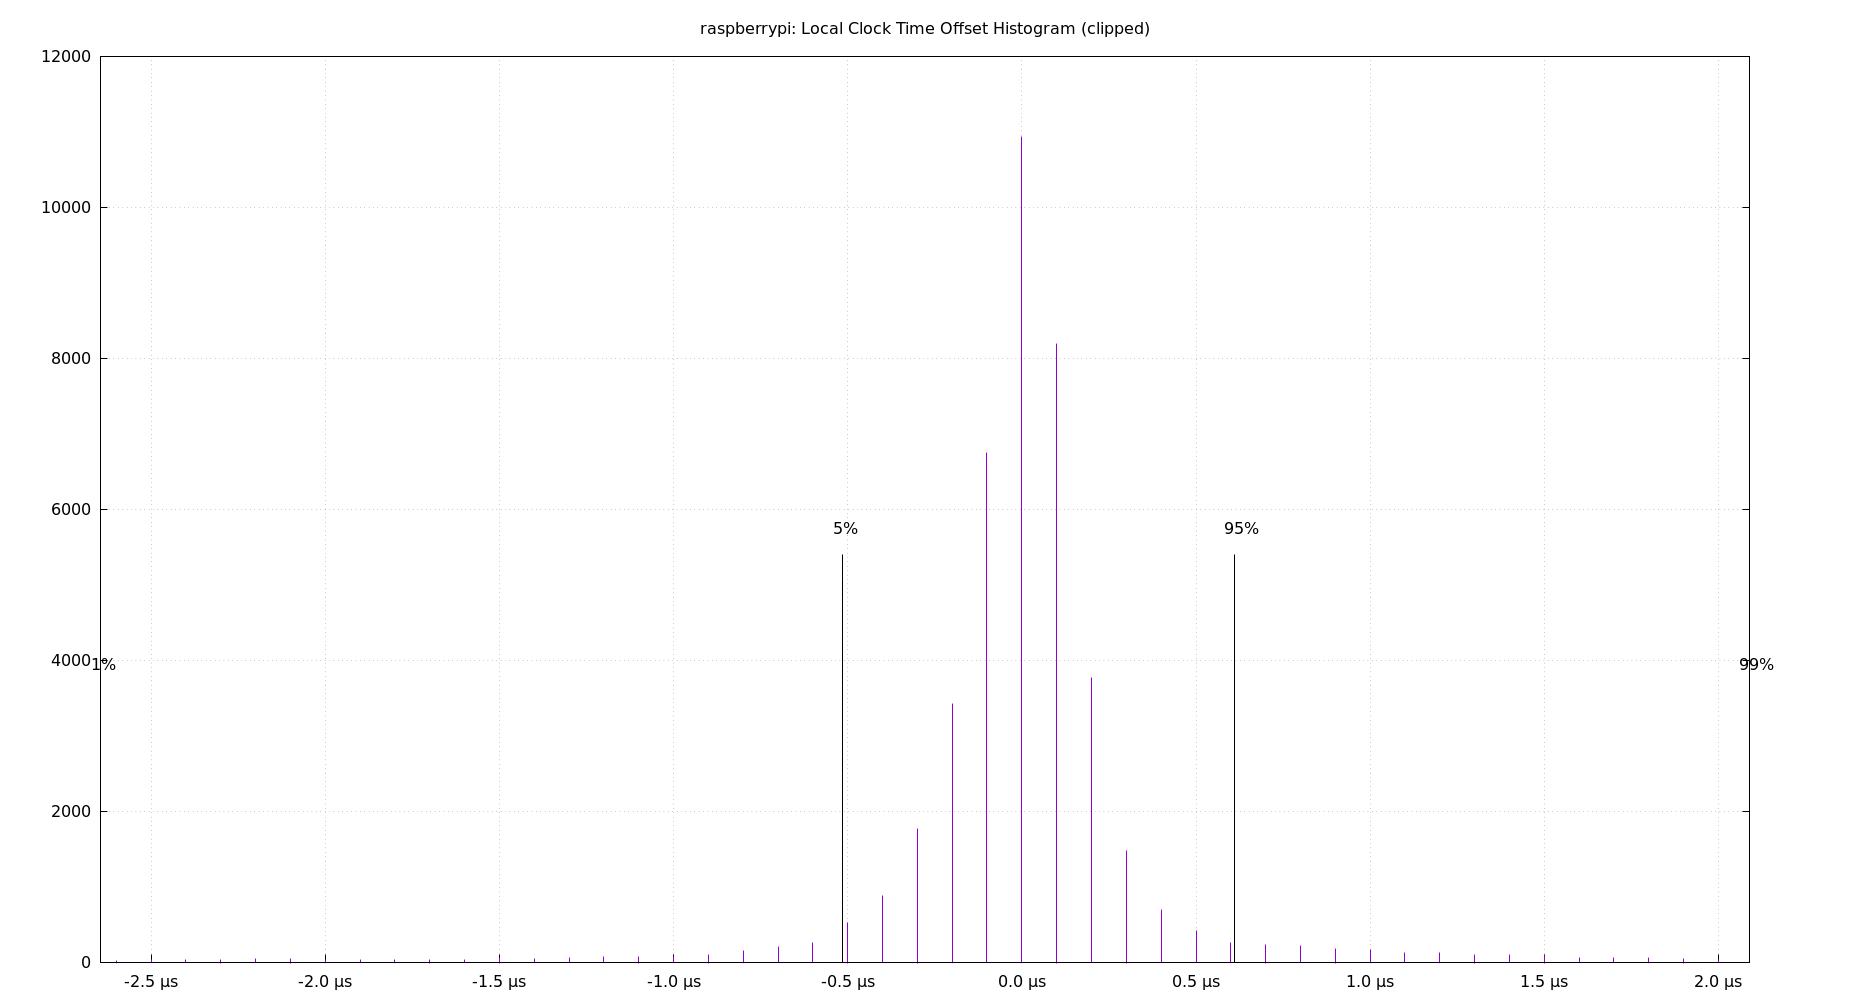 raspberrypi: Local Clock Time Offset Histogram (clipped)
12000
10000
8000
6000
5%
95%
4000
1%
99%
2000
0
-2.5 µs
-2.0 µs
-1.5 µs
-1.0 µs
-0.5 µs
0.0 µs
0.5 µs
1.0 µs
1.5 µs
2.0 µs